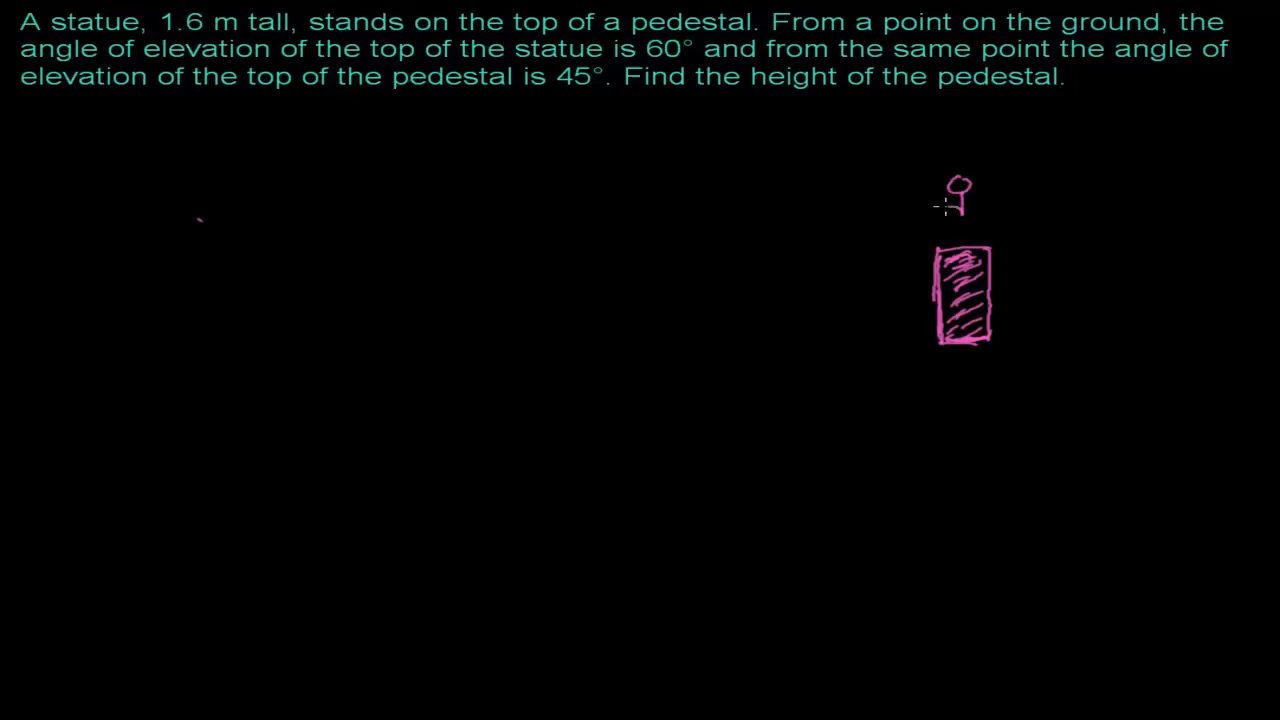 A statue, 1.6 m tall, stands on the top of a pedestal. From a point on the ground, the
angle of elevation of the top of the statue is 60° and from the same point the angle of
elevation of the top of the pedestal is 45°. Find the height of the pedestal.